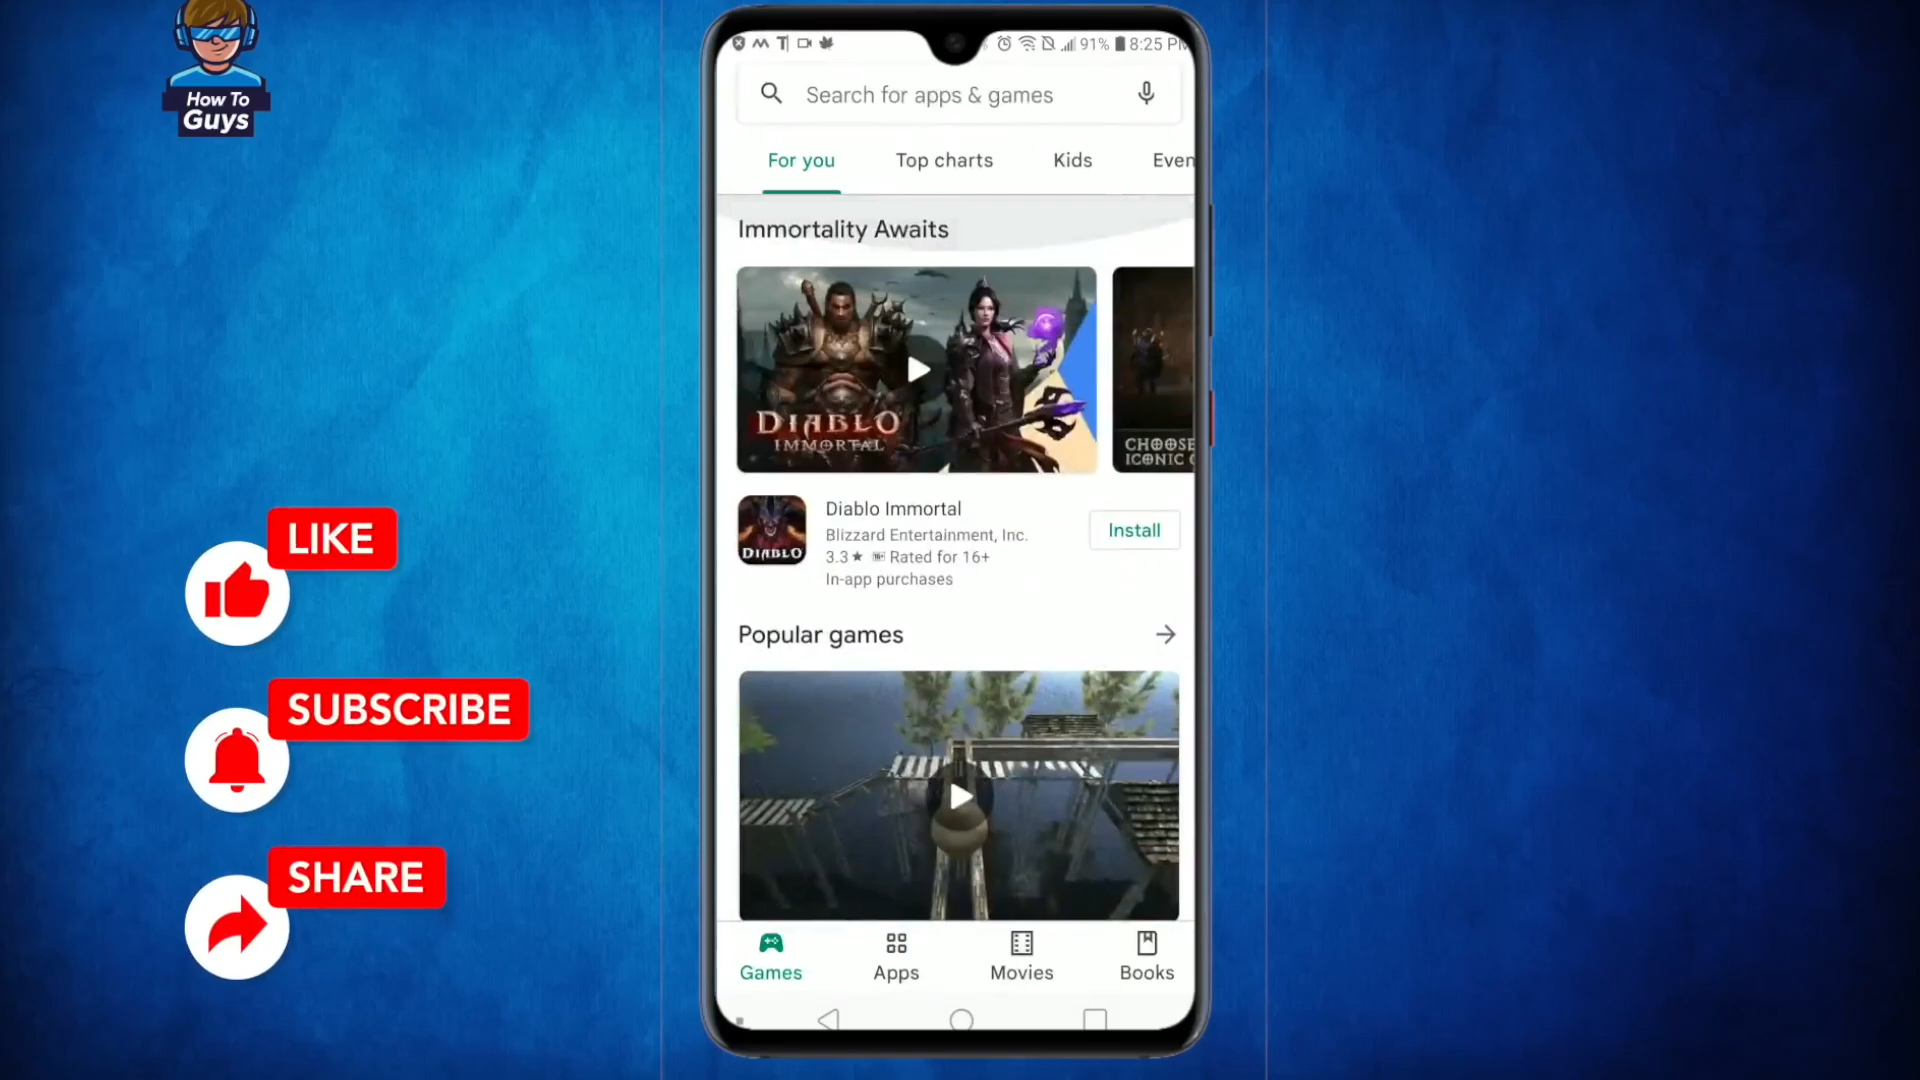 How To
Guys
LIKE
SUBSCRIBE
SHARE
91% 8:25 PM
Search for apps & games
For you Top charts Kids Even
Immortality Awaits
DIABLO
IMMORTAL
CHOOSE
ICONIC
DIABLO
Diablo Immortal
Blizzard Entertainment, Inc.
3.3★ Rated for 16+
In-app purchases
Install
Popular games
Games Apps Movies Books